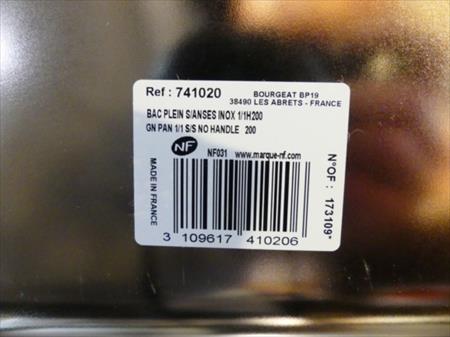 Ref : 741020
BOURGEAT BP19
38490 LES ABRETS - FRANCE
BAC PLEIN S/ANSES INOX 1/1H200
GN PAN 1/1 S/S NO HANDLE 200
NF
NF031 www.marque-nf.com
MADE IN FRANCE
N°OF : 173109*
3 109617 410206